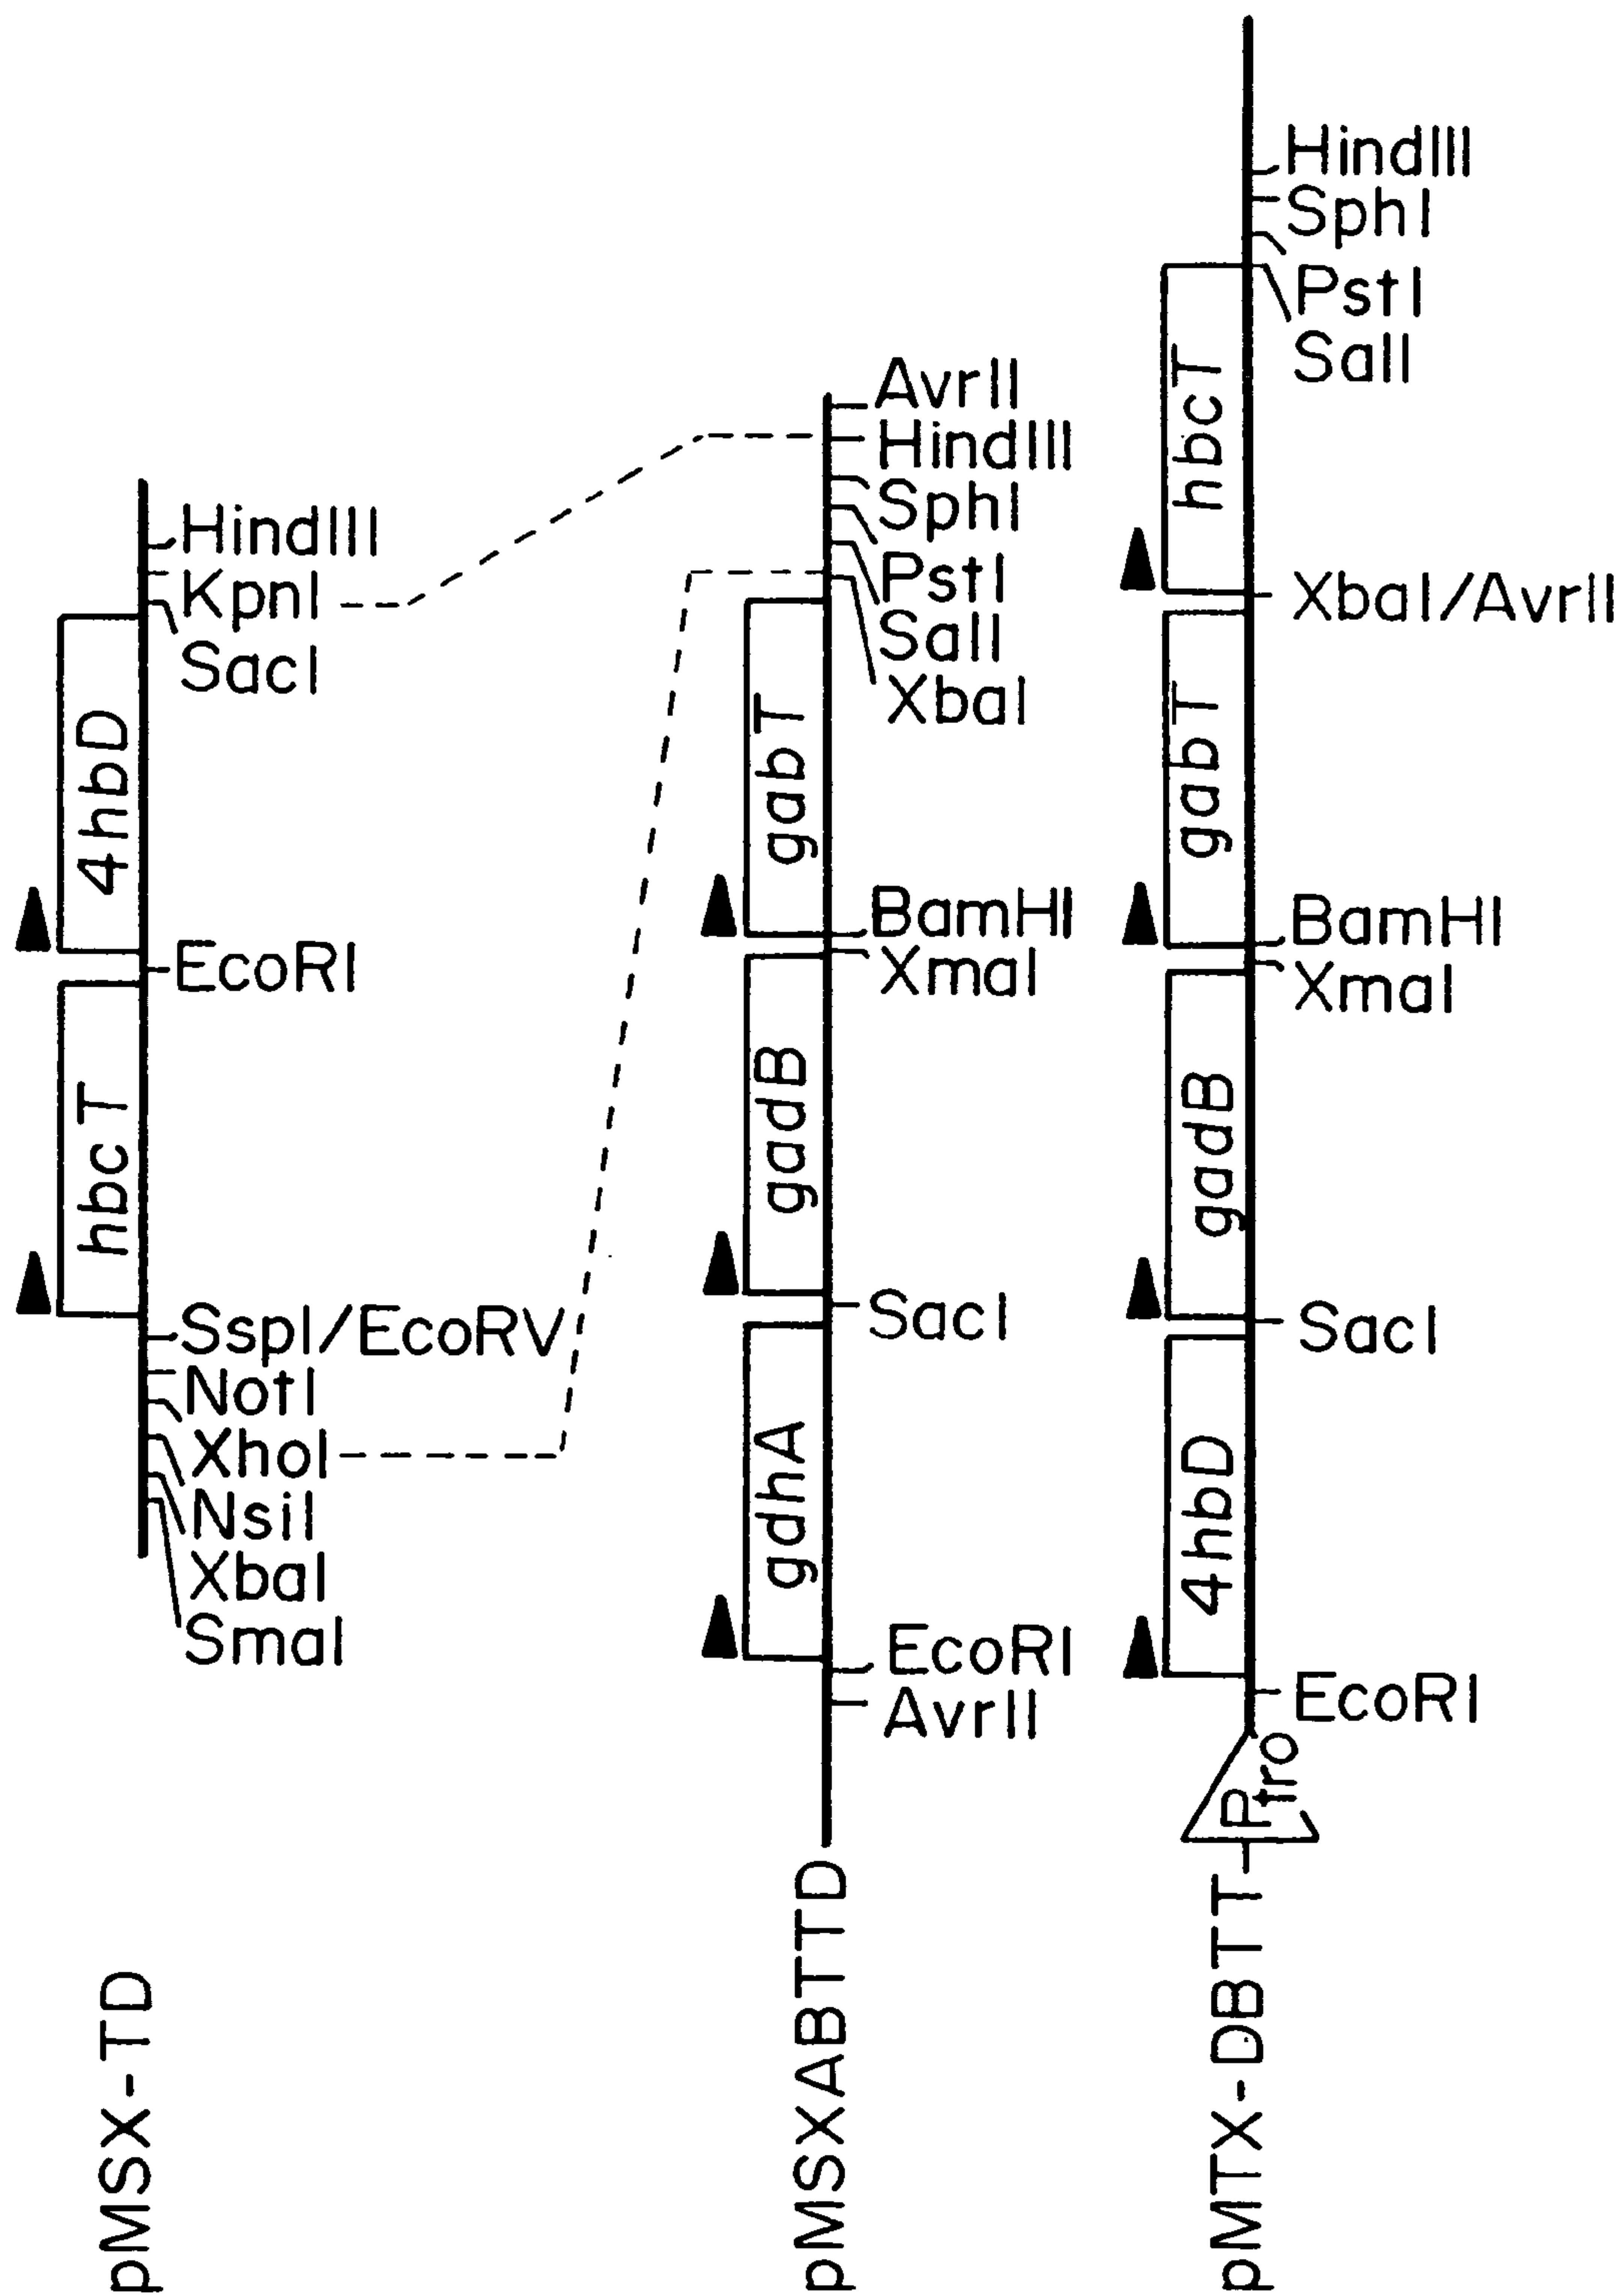 HindIII
KpnI
SacI
4hbD
EcoRI
hbcT
SspI/EcoRV
NotI
XhoI
NsiI
XbaI
SmaI
pMSX-TD
AvrII
HindIII
SphI
PstI
SalI
XbaI
gabT
BamHI
XmaI
gadB
SacI
gdhA
EcoRI
AvrII
pMSXABTTD
HindIII
SphI
PstI
SalI
hbcT
XbaI/AvrII
gabT
BamHI
XmaI
gadB
SacI
4hbD
EcoRI
Ptro
pMTX-DBTT